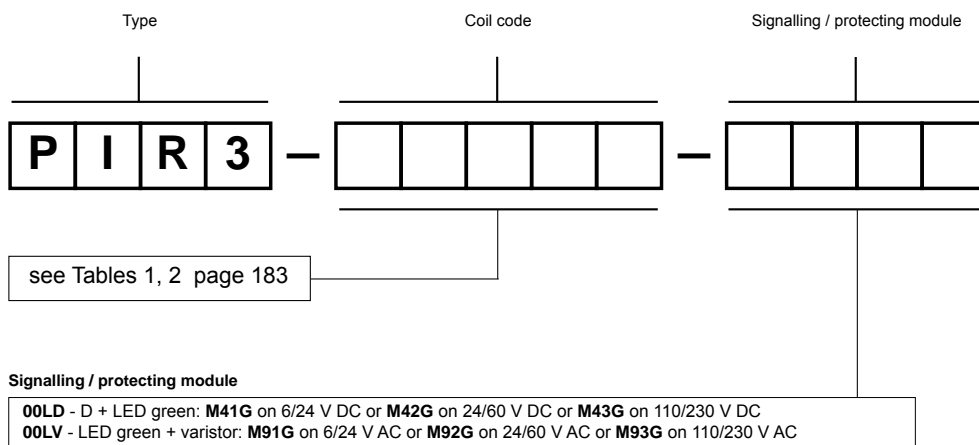 Type Coil code Signalling / protecting module
P I R 3 — —
see Tables 1, 2 page 183
Signalling / protecting module
00LD - D + LED green: M41G on 6/24 V DC or M42G on 24/60 V DC or M43G on 110/230 V DC
00LV - LED green + varistor: M91G on 6/24 V AC or M92G on 24/60 V AC or M93G on 110/230 V AC